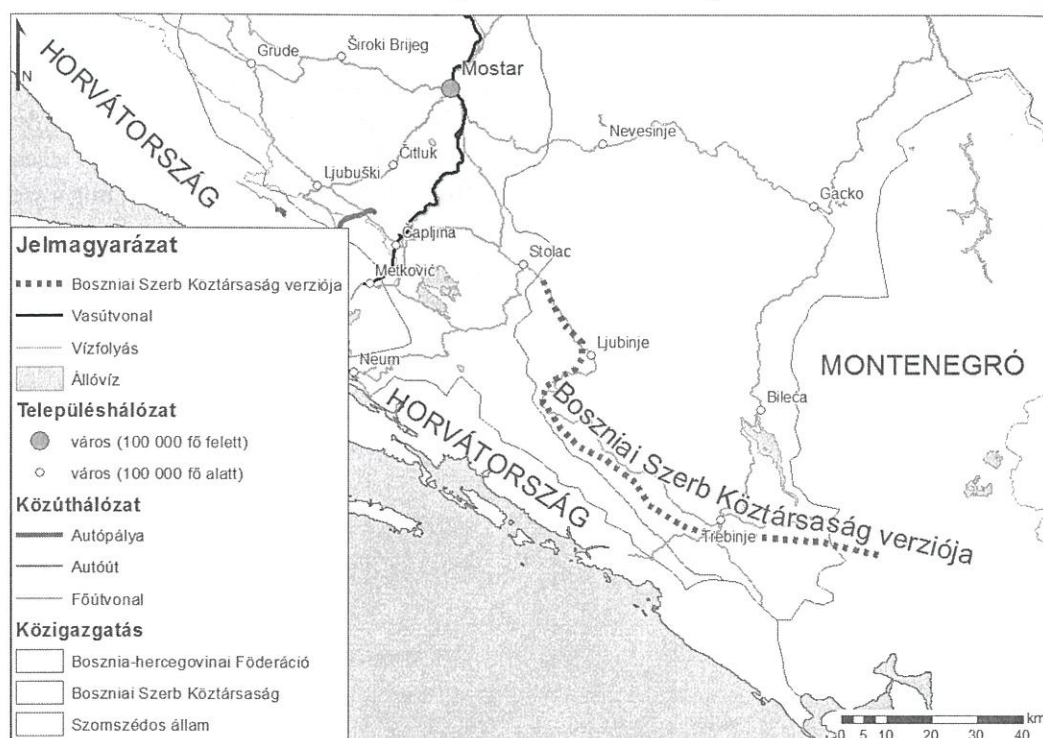 N
HORVÁTORSZÁG
Grude
Široki Brijeg
Mostar
Nevesinje
Čitluk
Ljubuški
Gacko
Čapljina
Stolac
Metković
Ljubinje
Neum
MONTENEGRÓ
Bileća
HORVÁTORSZÁG
Boszniai Szerb Köztársaság verziója
Trebinje
Jelmagyarázat
Boszniai Szerb Köztársaság verziója
Vasútvonal
Vízfolyás
Állóvíz
Településhálózat
város (100 000 fő felett)
város (100 000 fő alatt)
Közúthálózat
Autópálya
Autóút
Főútvonal
Közigazgatás
Bosznia-hercegovinai Föderáció
Boszniai Szerb Köztársaság
Szomszédos állam
km
0 5 10 20 30 40